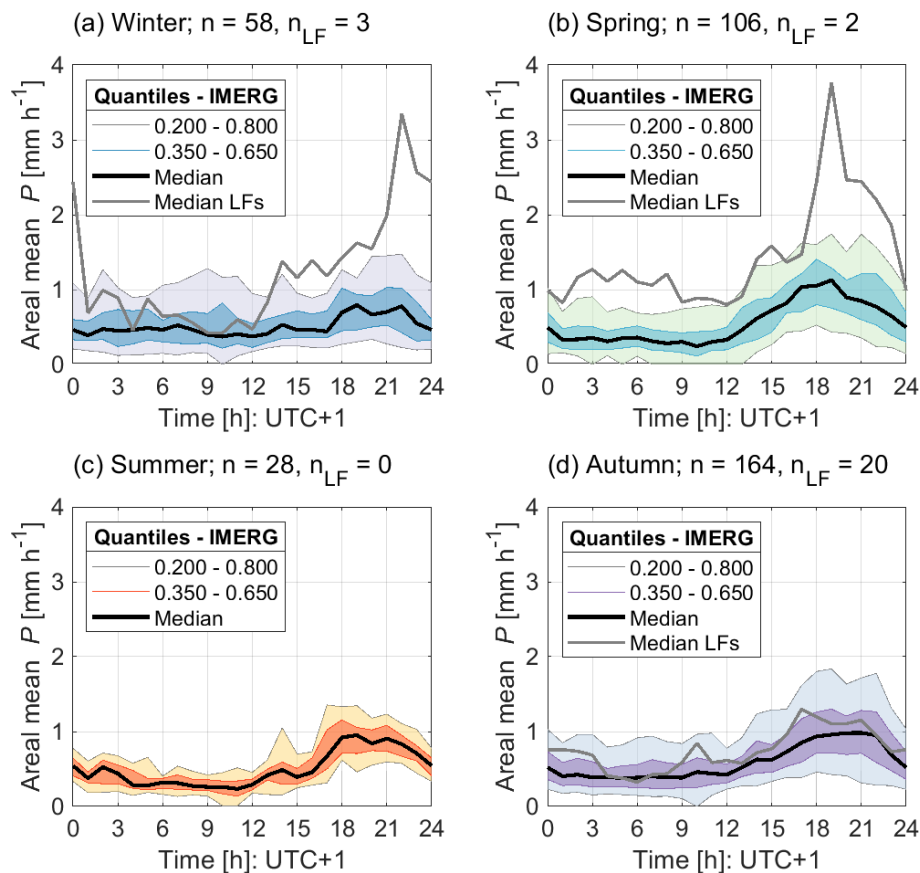 (a) Winter; n = 58, n_LF = 3
4
3
2
1
0
Areal mean P [mm h⁻¹]
Quantiles - IMERG
0.200 - 0.800
0.350 - 0.650
Median
Median LFs
0 3 6 9 12 15 18 21 24
Time [h]: UTC+1
(b) Spring; n = 106, n_LF = 2
4
3
2
1
0
Areal mean P [mm h⁻¹]
Quantiles - IMERG
0.200 - 0.800
0.350 - 0.650
Median
Median LFs
0 3 6 9 12 15 18 21 24
Time [h]: UTC+1
(c) Summer; n = 28, n_LF = 0
4
3
2
1
0
Areal mean P [mm h⁻¹]
Quantiles - IMERG
0.200 - 0.800
0.350 - 0.650
Median
0 3 6 9 12 15 18 21 24
Time [h]: UTC+1
(d) Autumn; n = 164, n_LF = 20
4
3
2
1
0
Areal mean P [mm h⁻¹]
Quantiles - IMERG
0.200 - 0.800
0.350 - 0.650
Median
Median LFs
0 3 6 9 12 15 18 21 24
Time [h]: UTC+1